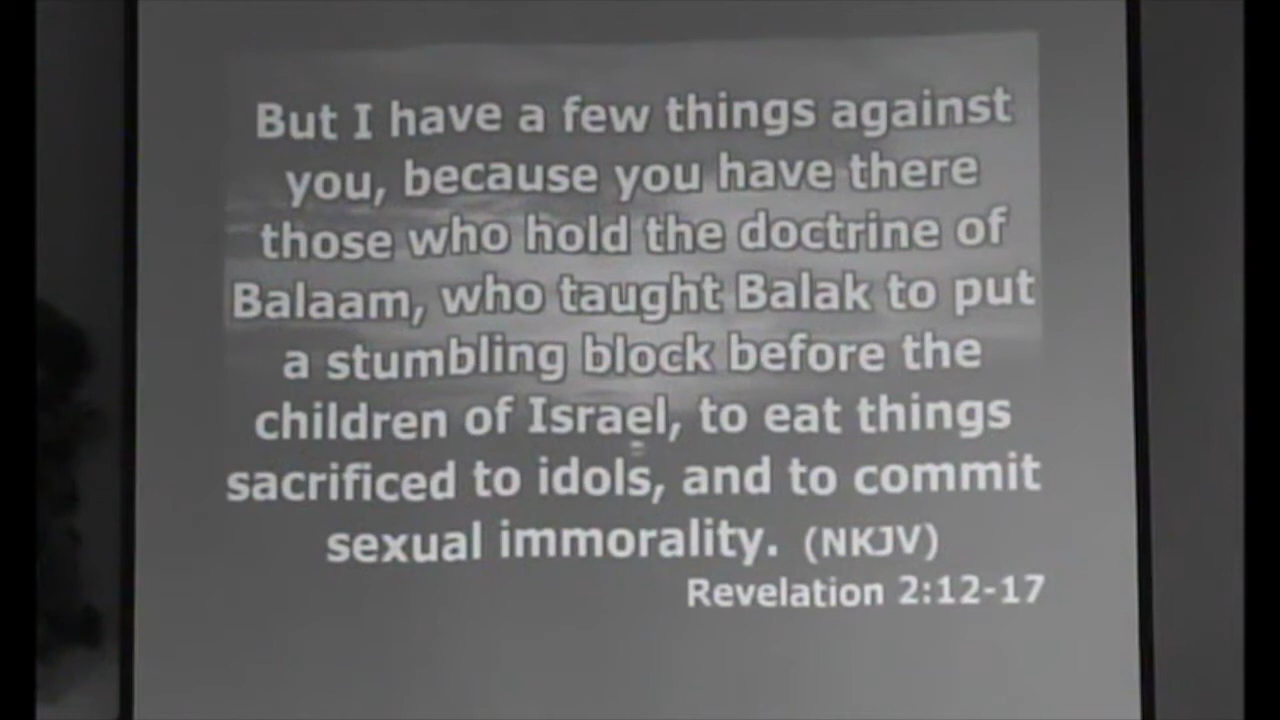 But I have a few things against
you, because you have there
those who hold the doctrine of
Balaam, who taught Balak to put
a stumbling block before the
children of Israel, to eat things
sacrificed to idols, and to commit
sexual immorality. (NKJV)
Revelation 2:12-17